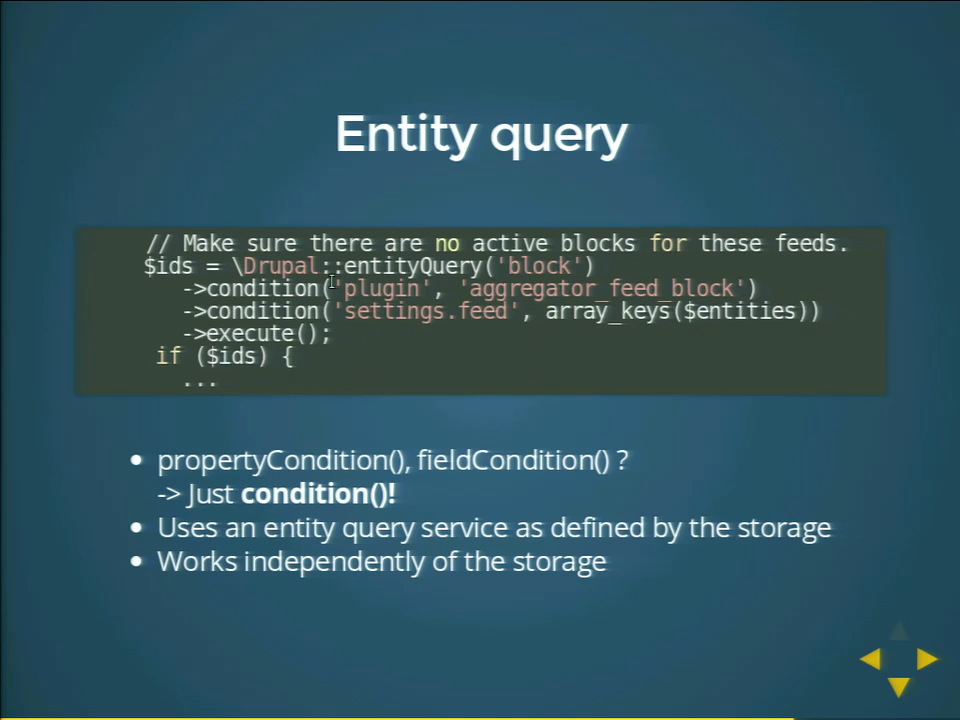 Entity query
// Make sure there are no active blocks for these feeds.
$ids = \Drupal::entityQuery('block')
->condition('plugin', 'aggregator_feed_block')
->condition('settings.feed', array_keys($entities))
->execute();
if ($ids) {
...
• propertyCondition(), fieldCondition() ?
-> Just condition()!
• Uses an entity query service as defined by the storage
• Works independently of the storage